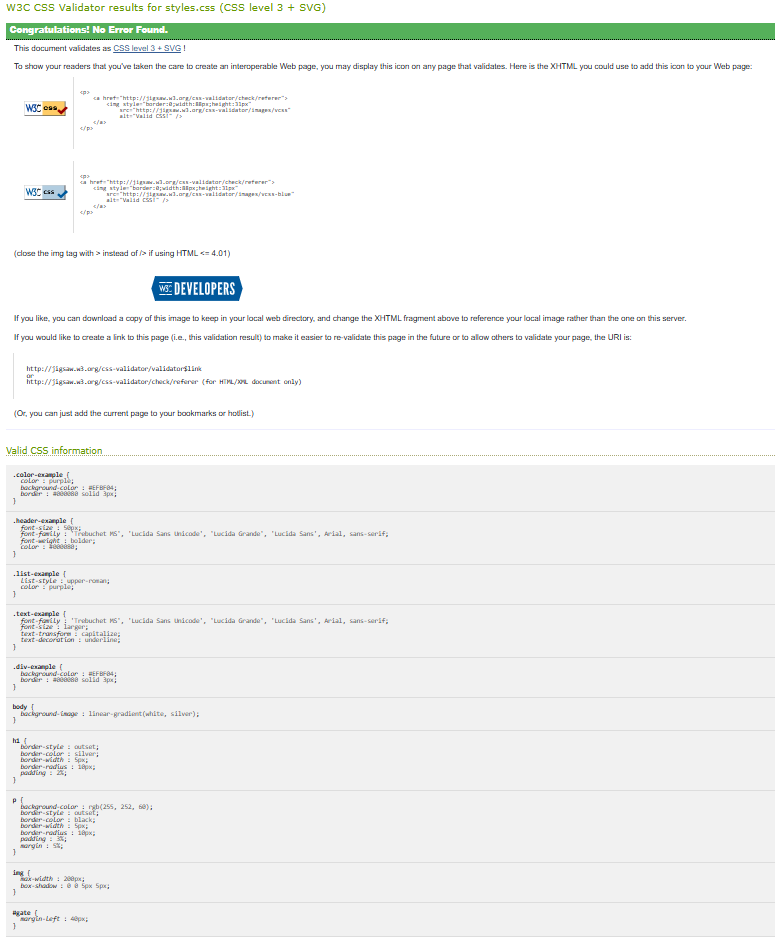 W3C CSS Validator results for styles.css (CSS level 3 + SVG)
Congratulations! No Error Found.
This document validates as CSS level 3 + SVG !
To show your readers that you've taken the care to create an interoperable Web page, you may display this icon on any page that validates. Here is the XHTML you could use to add this icon to your Web page:
W3C css
<p>
<a href="http://jigsaw.w3.org/css-validator/check/referer">
<img style="border:0;width:88px;height:31px"
src="http://jigsaw.w3.org/css-validator/images/vcss"
alt="Valid CSS!" />
</a>
</p>
W3C css
<p>
<a href="http://jigsaw.w3.org/css-validator/check/referer">
<img style="border:0;width:88px;height:31px"
src="http://jigsaw.w3.org/css-validator/images/vcss-blue"
alt="Valid CSS!" />
</a>
</p>
(close the img tag with > instead of /> if using HTML <= 4.01)
W3C DEVELOPERS
If you like, you can download a copy of this image to keep in your local web directory, and change the XHTML fragment above to reference your local image rather than the one on this server.
If you would like to create a link to this page (i.e., this validation result) to make it easier to re-validate this page in the future or to allow others to validate your page, the URI is:
http://jigsaw.w3.org/css-validator/validator$link
or
http://jigsaw.w3.org/css-validator/check/referer (for HTML/XML document only)
(Or, you can just add the current page to your bookmarks or hotlist.)
Valid CSS information
.color-example {
color : purple;
background-color : #EFBF04;
border : #000080 solid 3px;
}
.header-example {
font-size : 50px;
font-family : 'Trebuchet MS', 'Lucida Sans Unicode', 'Lucida Grande', 'Lucida Sans', Arial, sans-serif;
font-weight : bolder;
color : #000080;
}
.list-example {
list-style : upper-roman;
color : purple;
}
.text-example {
font-family : 'Trebuchet MS', 'Lucida Sans Unicode', 'Lucida Grande', 'Lucida Sans', Arial, sans-serif;
font-size : larger;
text-transform : capitalize;
text-decoration : underline;
}
.div-example {
background-color : #EFBF04;
border : #000080 solid 3px;
}
body {
background-image : linear-gradient(white, silver);
}
h1 {
border-style : outset;
border-color : silver;
border-width : 5px;
border-radius : 10px;
padding : 2%;
}
p {
background-color : rgb(255, 252, 60);
border-style : outset;
border-color : black;
border-width : 5px;
border-radius : 10px;
padding : 3%;
margin : 5%;
}
img {
max-width : 200px;
box-shadow : 0 0 5px 5px;
}
#gate {
margin-left : 40px;
}